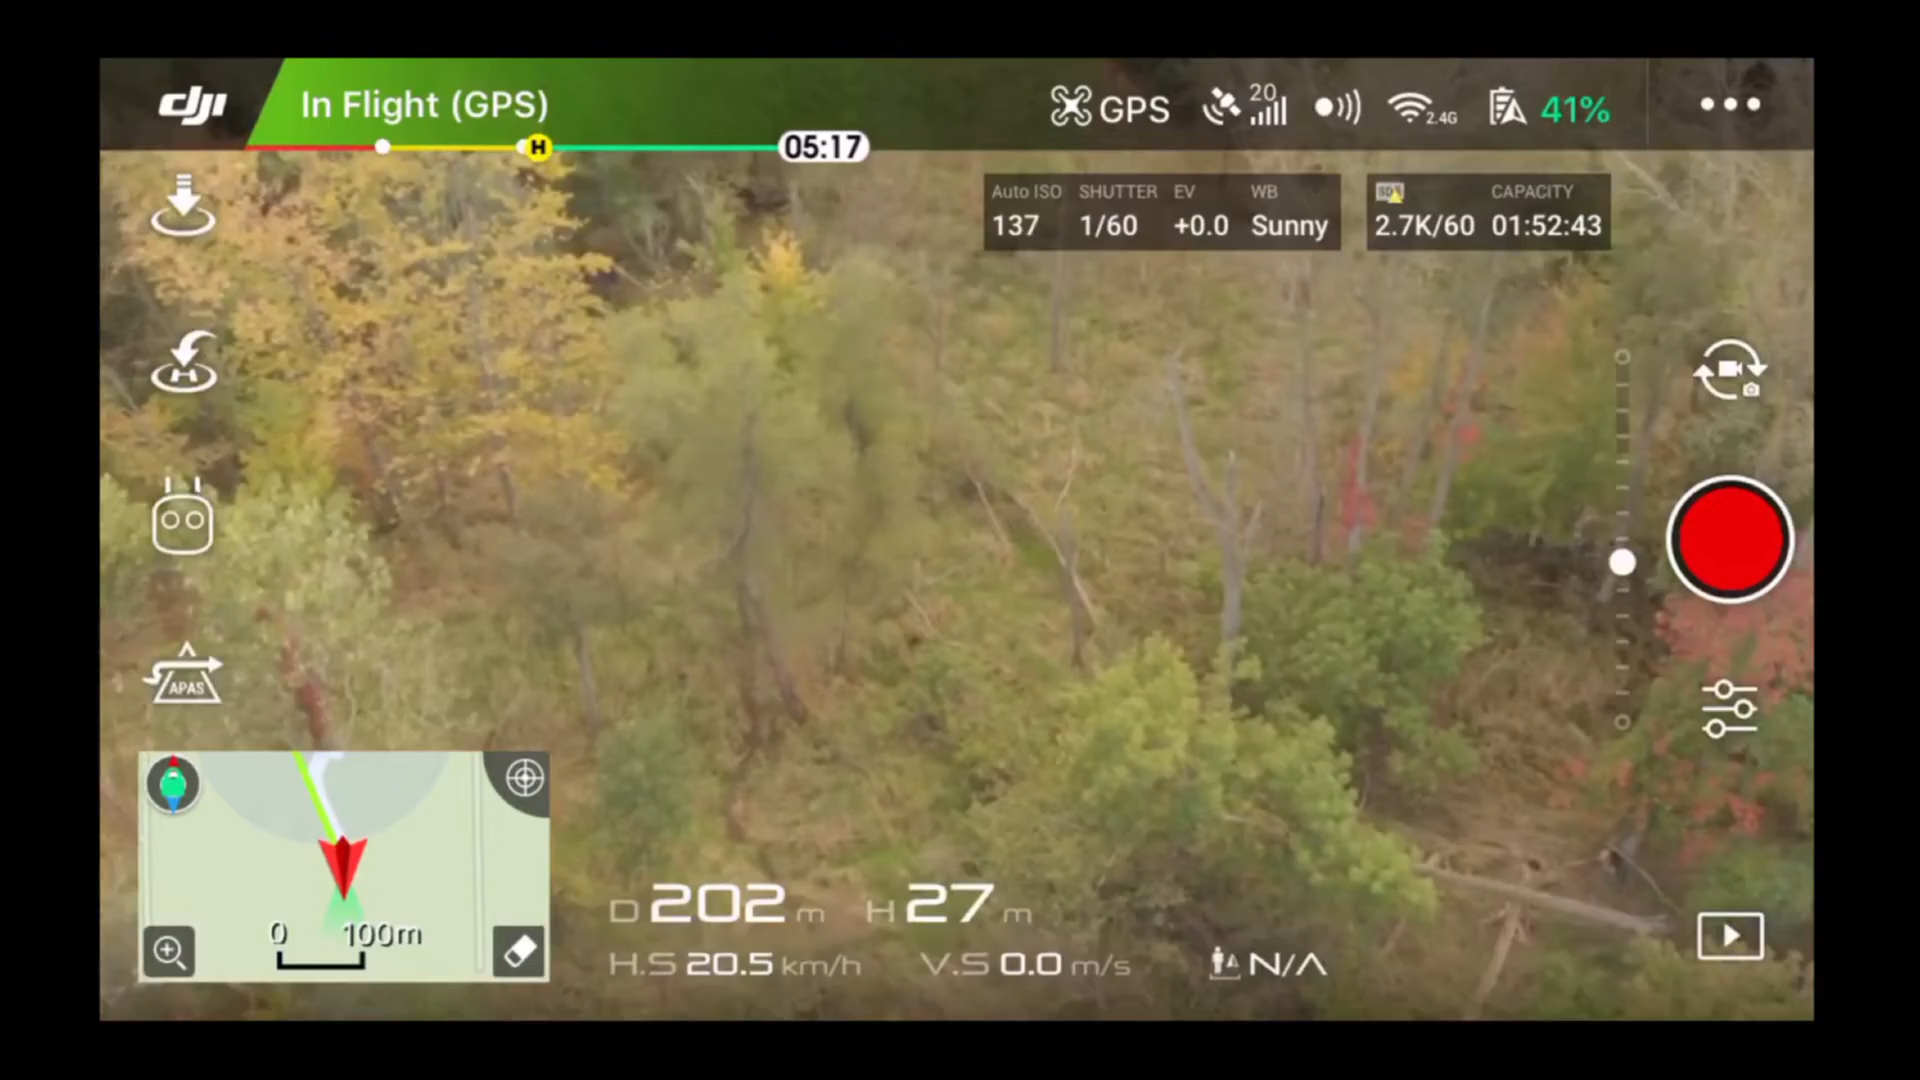 dji In Flight (GPS) GPS 20 2.4G 41%
H 05:17
Auto ISO SHUTTER EV WB CAPACITY
137 1/60 +0.0 Sunny 2.7K/60 01:52:43
H
APAS
0 100m
D 202 m H 27 m
H.S 20.5 km/h V.S 0.0 m/s N/A